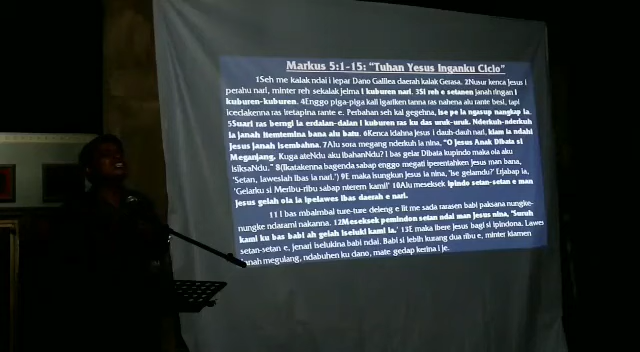 Markus 5:1-15: "Tuhan Yesus Inganku Ciclo"
1Seh me kalak ndai i lepar Dano Galilea daerah kalak Gerasa. 2Nusur kenca Jesus i
perahu nari, minter reh sekalak jelma i kuburen nari. 3Si reh e setanen janah ringan i
kuburen-kuburen. 4Enggo piga-piga kali igariken tanna ras nahena alu rante besi, tapi
icedakenna ras iretapina rante e. Perbahan seh kal gegehna, ise pe la ngasup nangkap ia.
5Suari ras berngi ia erdalan-dalan i kuburen ras ku das uruk-uruk. Nderkuh-nderkuh
ia janah itemtemina bana alu batu. 6Kenca idahna Jesus i dauh-dauh nari, kiam ia ndahi
Jesus janah isembahna. 7Alu sora megang nderkuh ia nina, "O Jesus Anak Dibata si
Meganjang, Kuga ateNdu aku ibahanNdu? I bas gelar Dibata kupindo maka ola aku
isiksaNdu." 8(Ikatakenna bagenda sabap enggo megati iperentahken Jesus man bana,
'Setan, laweslah ibas ia nari.') 9E maka isungkun Jesus ia nina, 'Ise gelamdu?' Erjabap ia,
'Gelarku si Meribu-ribu sabap nterem kami!' 10Alu meseksek ipindo setan-setan e man
Jesus gelah ola ia ipelawes Ibas daerah e nari.
11I bas mbaimbai ture-ture deleng e lit me sada rarasen babi paksana nungke-
nungke ndarami nakanna. 12Meseksek pemindon setan ndai man Jesus nina, 'Suruh
kami ku bas babi ah gelah iseluki kami ia.' 13E maka ibere Jesus bagi si ipindona. Lawes
setan-setan e, jenari iselukina babi ndai. Babi si lebih kurang dua ribu e, minter kiamen
janah megulang, ndabuhen ku dano, mate gedap kerina i je.